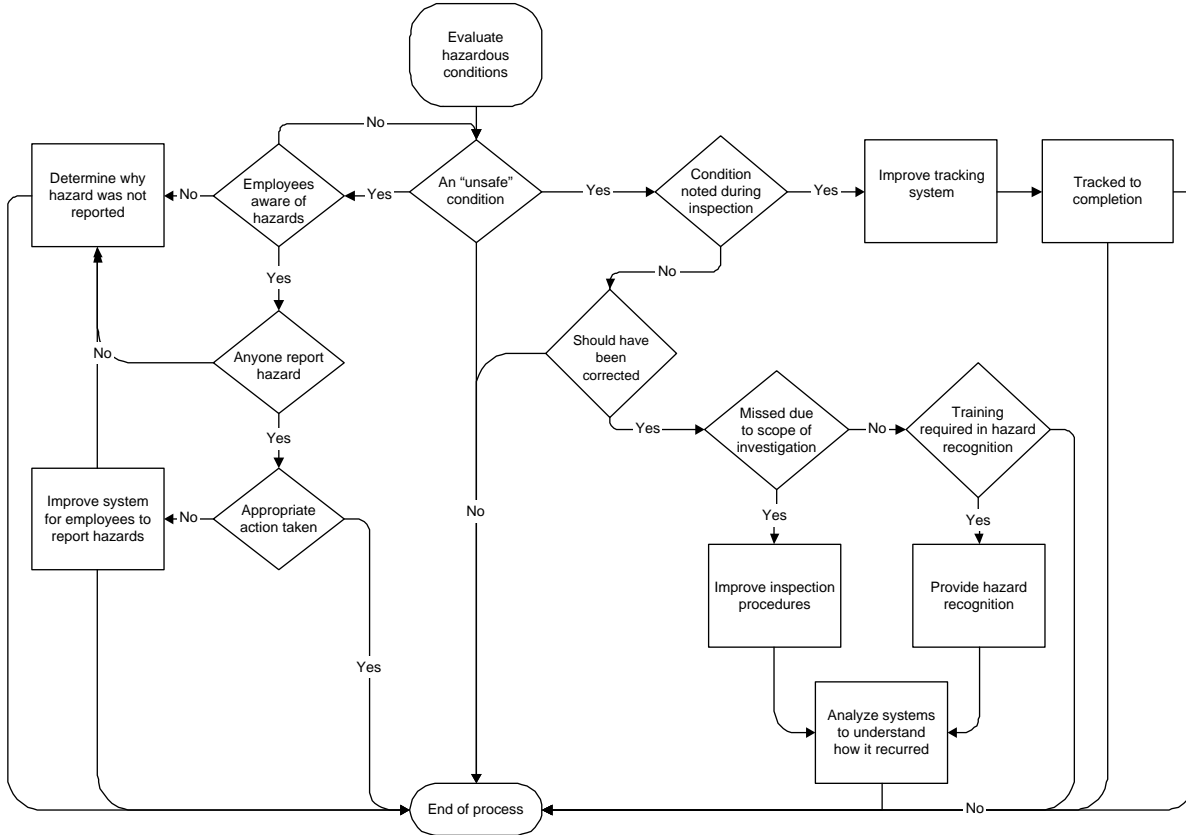 Evaluate
hazardous
conditions
No
Determine why
hazard was not
reported
No
Employees
aware of
hazards
Yes
An “unsafe”
condition
Yes
Condition
noted during
inspection
Yes
Improve tracking
system
Tracked to
completion
Yes
No
No
Anyone report
hazard
Should have
been
corrected
Yes
Yes
Missed due
to scope of
investigation
No
Training
required in hazard
recognition
Improve system
for employees to
report hazards
No
Appropriate
action taken
No
Yes
Yes
Improve inspection
procedures
Provide hazard
recognition
Yes
Analyze systems
to understand
how it recurred
End of process
No